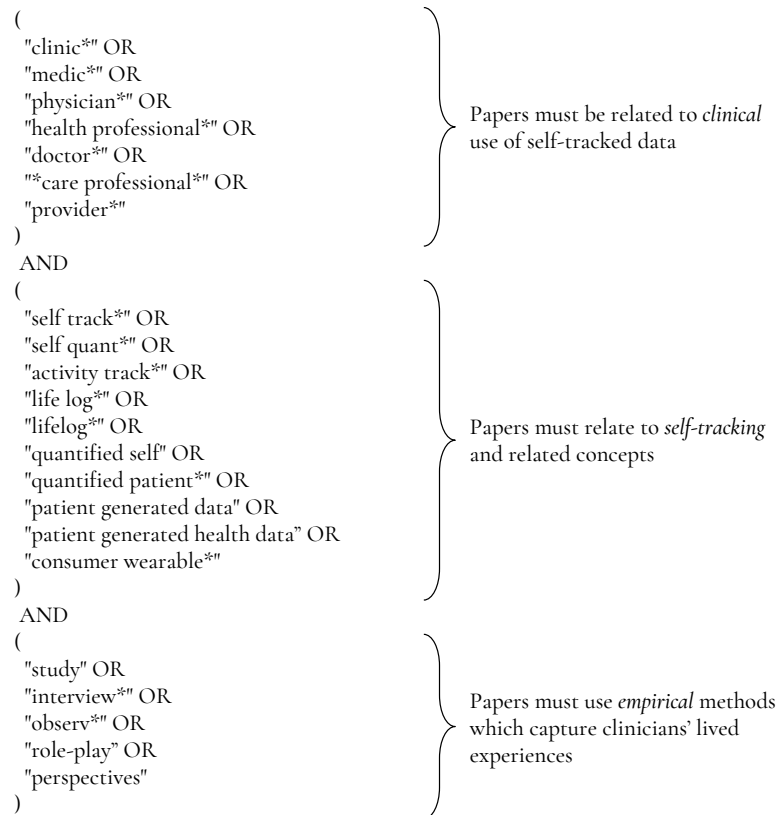 (
"clinic*" OR
"medic*" OR
"physician*" OR
"health professional*" OR
"doctor*" OR
"*care professional*" OR
"provider*"
)
Papers must be related to clinical
use of self-tracked data
AND
(
"self track*" OR
"self quant*" OR
"activity track*" OR
"life log*" OR
"lifelog*" OR
"quantified self" OR
"quantified patient*" OR
"patient generated data" OR
"patient generated health data” OR
"consumer wearable*"
)
Papers must relate to self-tracking
and related concepts
AND
(
"study" OR
"interview*" OR
"observ*" OR
"role-play” OR
"perspectives"
)
Papers must use empirical methods
which capture clinicians’ lived
experiences